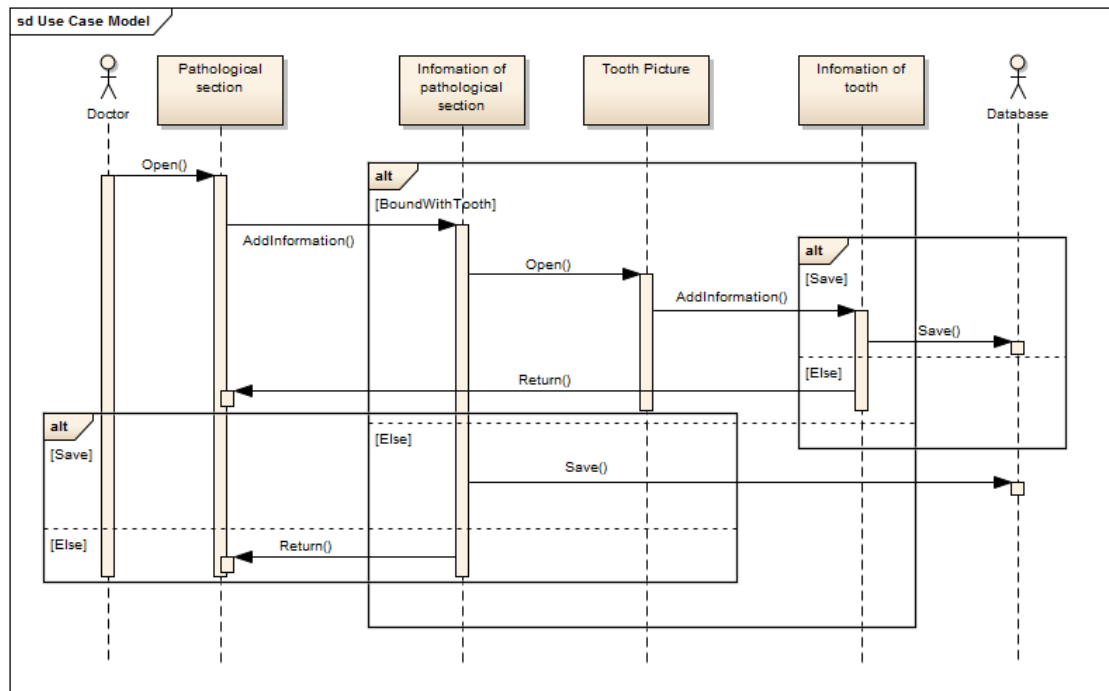 sd Use Case Model
Doctor
Pathological
section
Infomation of
pathological
section
Tooth Picture
Infomation of
tooth
Database
Open()
alt
[BoundWithTooth]
AddInformation()
Open()
alt
[Save]
AddInformation()
Save()
[Else]
Return()
alt
[Save]
[Else]
Save()
[Else]
Return()